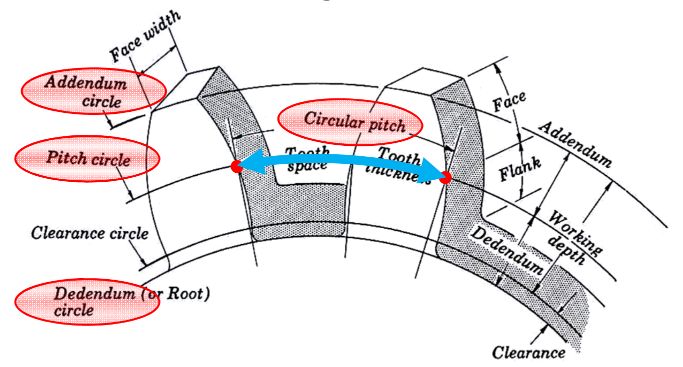 Face width
Addendum
circle
Circular pitch
Face
Addendum
Pitch circle
Tooth
space
Tooth
thickness
Flank
Clearance circle
Working
depth
Dedendum
Dedendum (or Root)
circle
Clearance